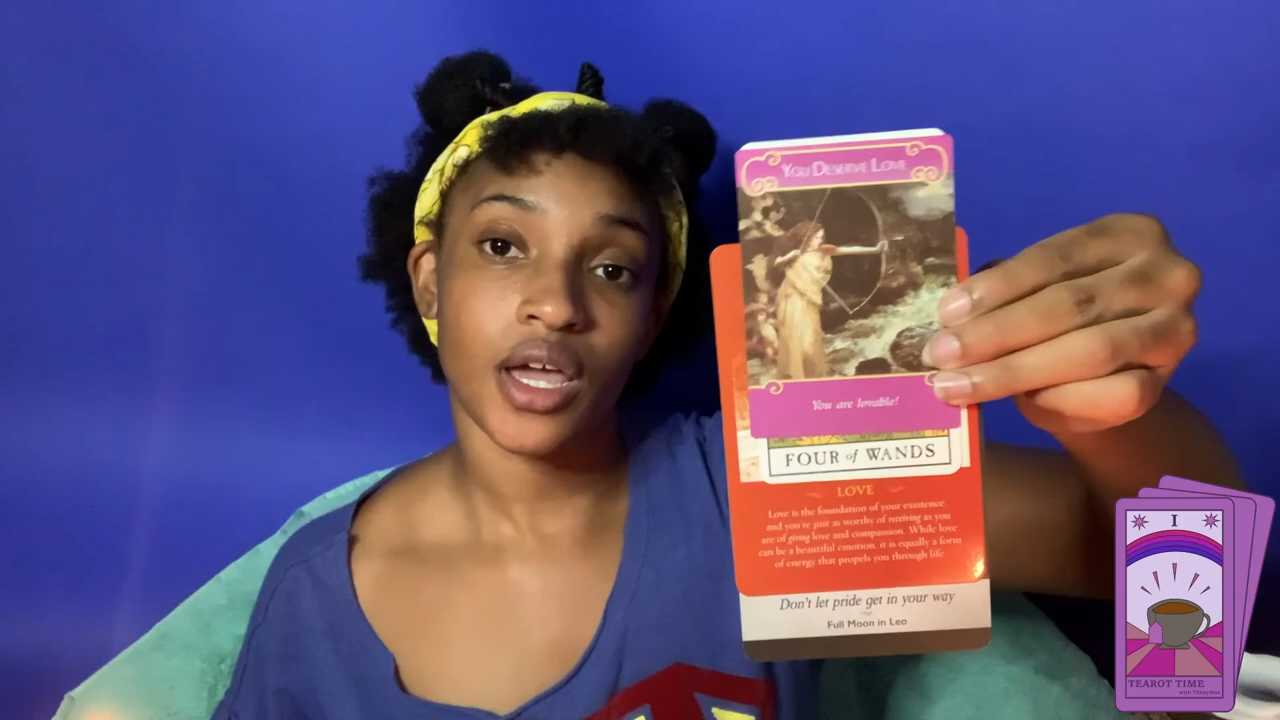 You Deserve Love
You are lovable!
FOUR of WANDS
LOVE
Love is the foundation of your existence,
and you're just as worthy of receiving as you
are of giving love and compassion. While love
can be a beautiful emotion, it is equally a form
of energy that propels you through life
Don't let pride get in your way
Full Moon in Leo
I
TEAROT TIME